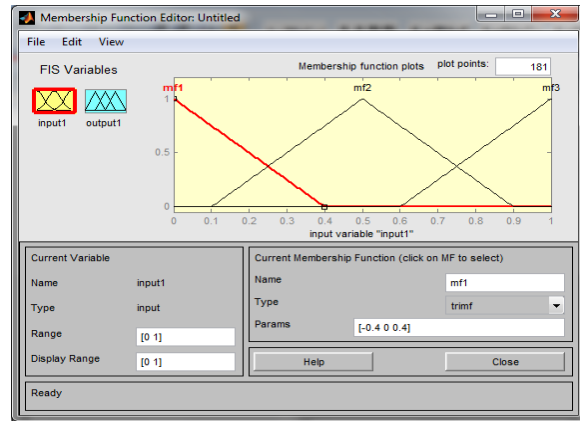 Membership Function Editor: Untitled
File Edit View
FIS Variables
input1 output1
Membership function plots plot points: 181
mf1 mf2 mf3
1
0.5
0
0 0.1 0.2 0.3 0.4 0.5 0.6 0.7 0.8 0.9 1
input variable "input1"
Current Variable
Name input1
Type input
Range [0 1]
Display Range [0 1]
Current Membership Function (click on MF to select)
Name mf1
Type trimf
Params [-0.4 0 0.4]
Help Close
Ready